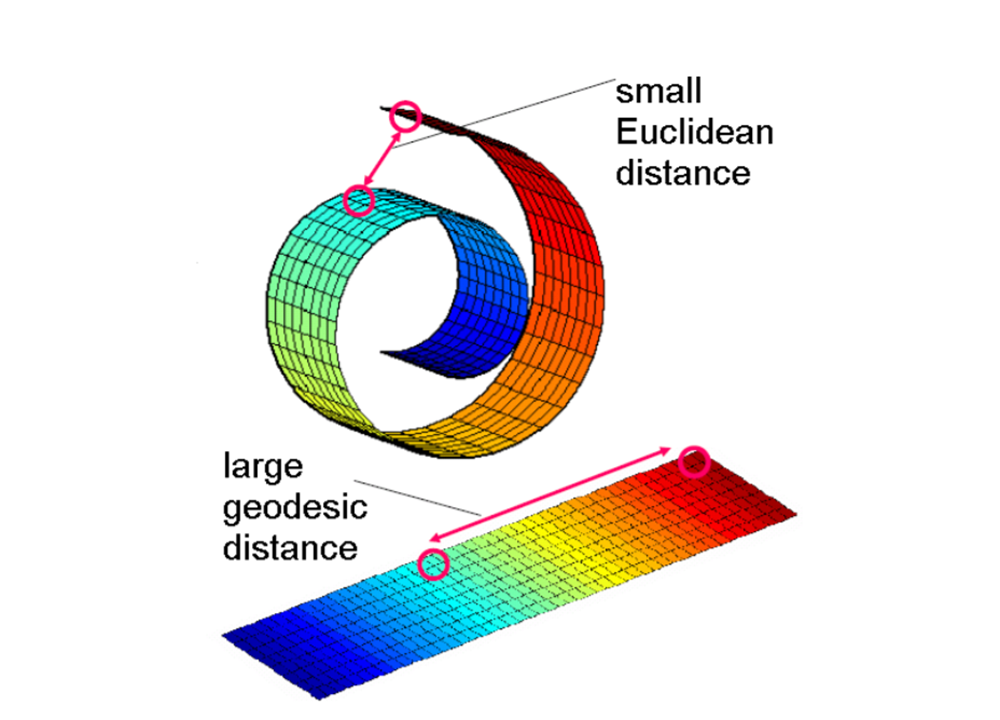 small
Euclidean
distance
large
geodesic
distance